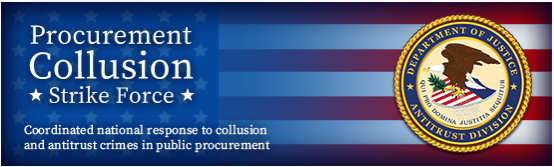 Procurement
Collusion
★ Strike Force ★
Coordinated national response to collusion
and antitrust crimes in public procurement
DEPARTMENT OF JUSTICE
QUI PRO DOMINA JUSTITIA SEQUITUR
ANTITRUST DIVISION